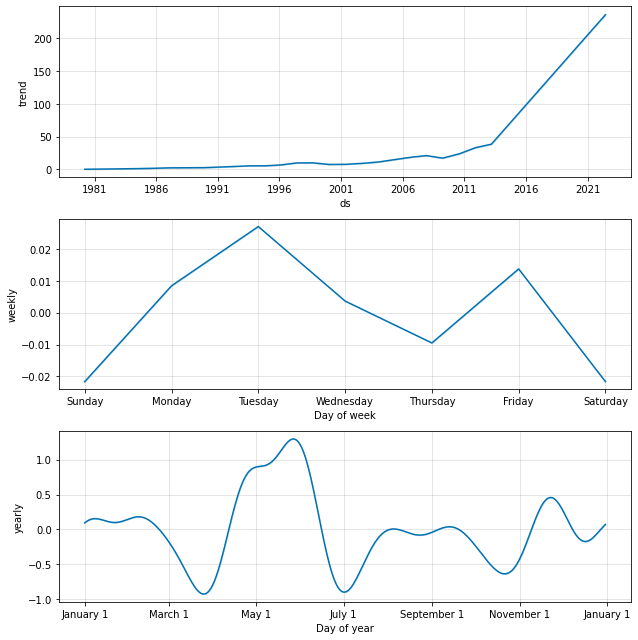 200
150
100
50
0
trend
1981 1986 1991 1996 2001 2006 2011 2016 2021
ds
0.02
0.01
0.00
−0.01
−0.02
weekly
Sunday Monday Tuesday Wednesday Thursday Friday Saturday
Day of week
1.0
0.5
0.0
−0.5
−1.0
yearly
January 1 March 1 May 1 July 1 September 1 November 1 January 1
Day of year